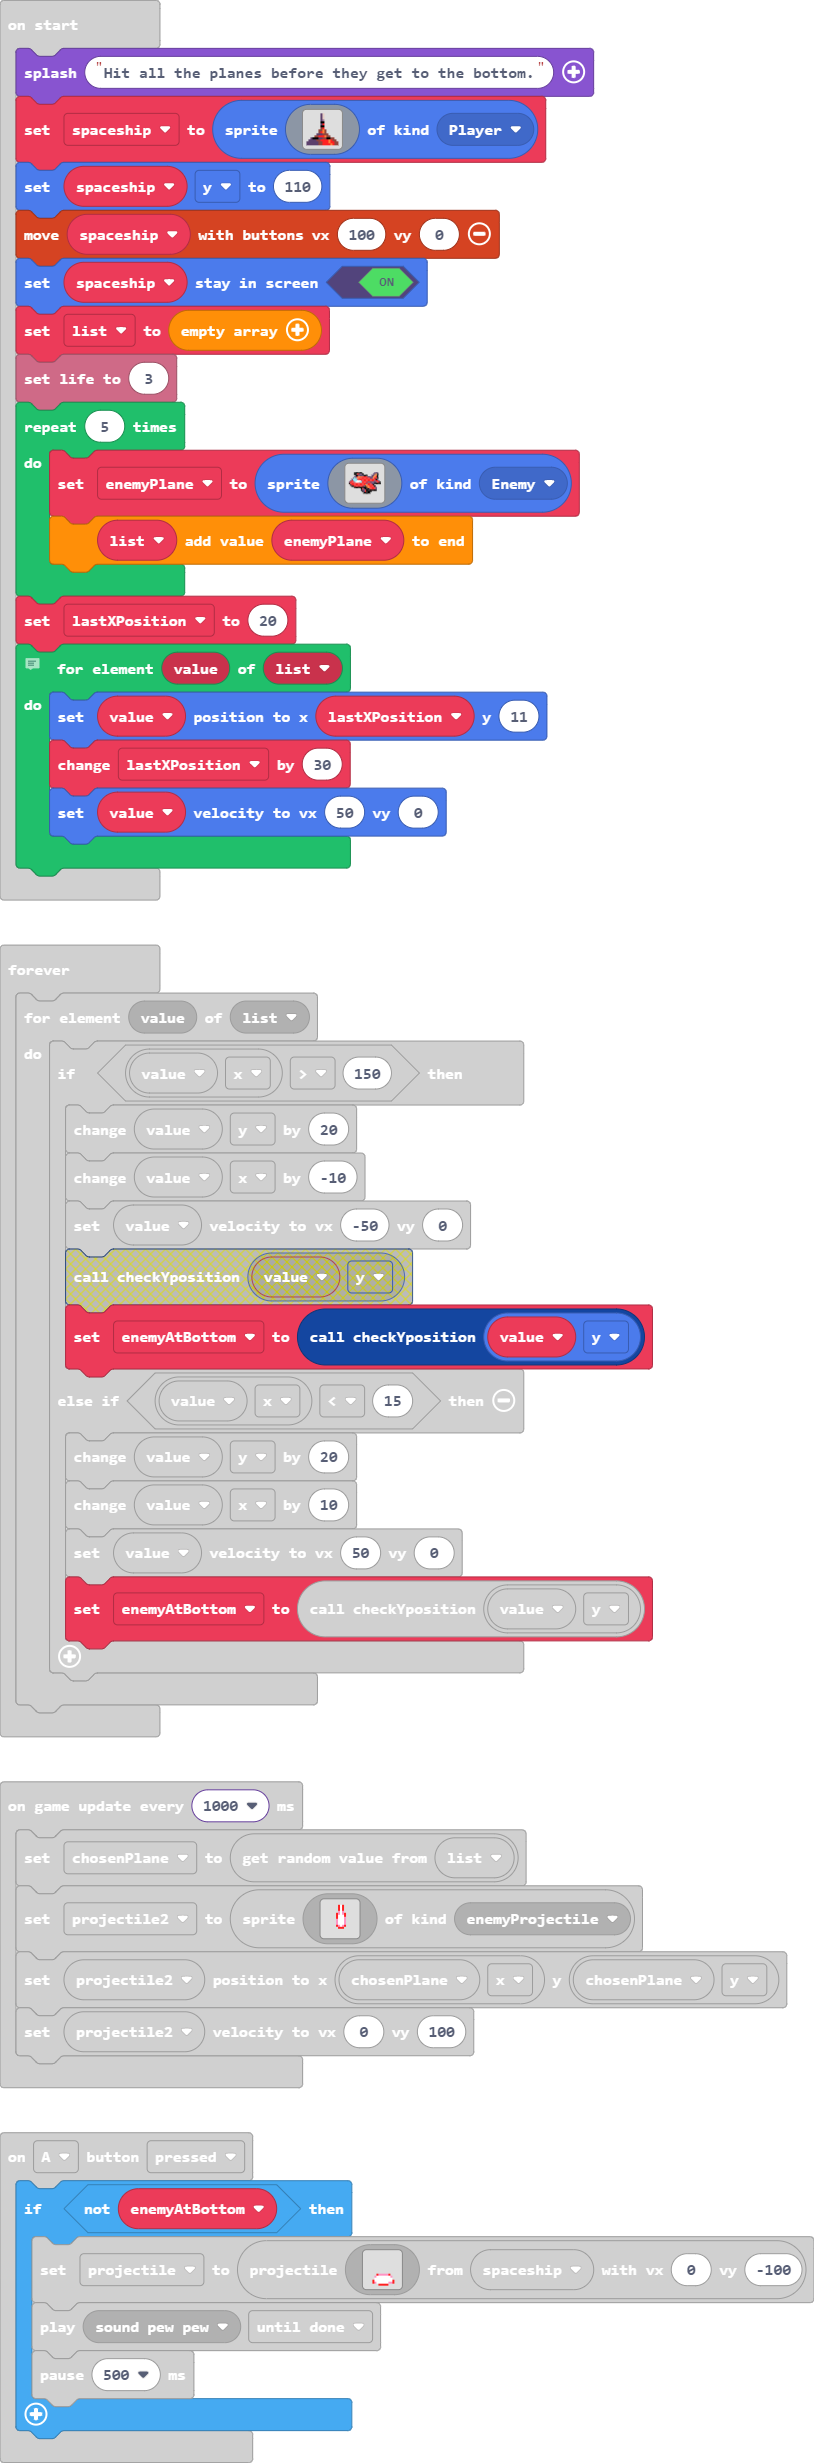 on start
splash "Hit all the planes before they get to the bottom."
set spaceship to sprite of kind Player
set spaceship y to 110
move spaceship with buttons vx 100 vy 0
set spaceship stay in screen ON
set list to empty array
set life to 3
repeat 5 times
do
set enemyPlane to sprite of kind Enemy
list add value enemyPlane to end
set lastXPosition to 20
for element value of list
do
set value position to x lastXPosition y 11
change lastXPosition by 30
set value velocity to vx 50 vy 0
forever
for element value of list
do
if value x > 150 then
change value y by 20
change value x by -10
set value velocity to vx -50 vy 0
call checkYposition value y
set enemyAtBottom to call checkYposition value y
else if value x < 15 then
change value y by 20
change value x by 10
set value velocity to vx 50 vy 0
set enemyAtBottom to call checkYposition value y
on game update every 1000 ms
set chosenPlane to get random value from list
set projectile2 to sprite of kind enemyProjectile
set projectile2 position to x chosenPlane x y chosenPlane y
set projectile2 velocity to vx 0 vy 100
on A button pressed
if not enemyAtBottom then
set projectile to projectile from spaceship with vx 0 vy -100
play sound pew pew until done
pause 500 ms